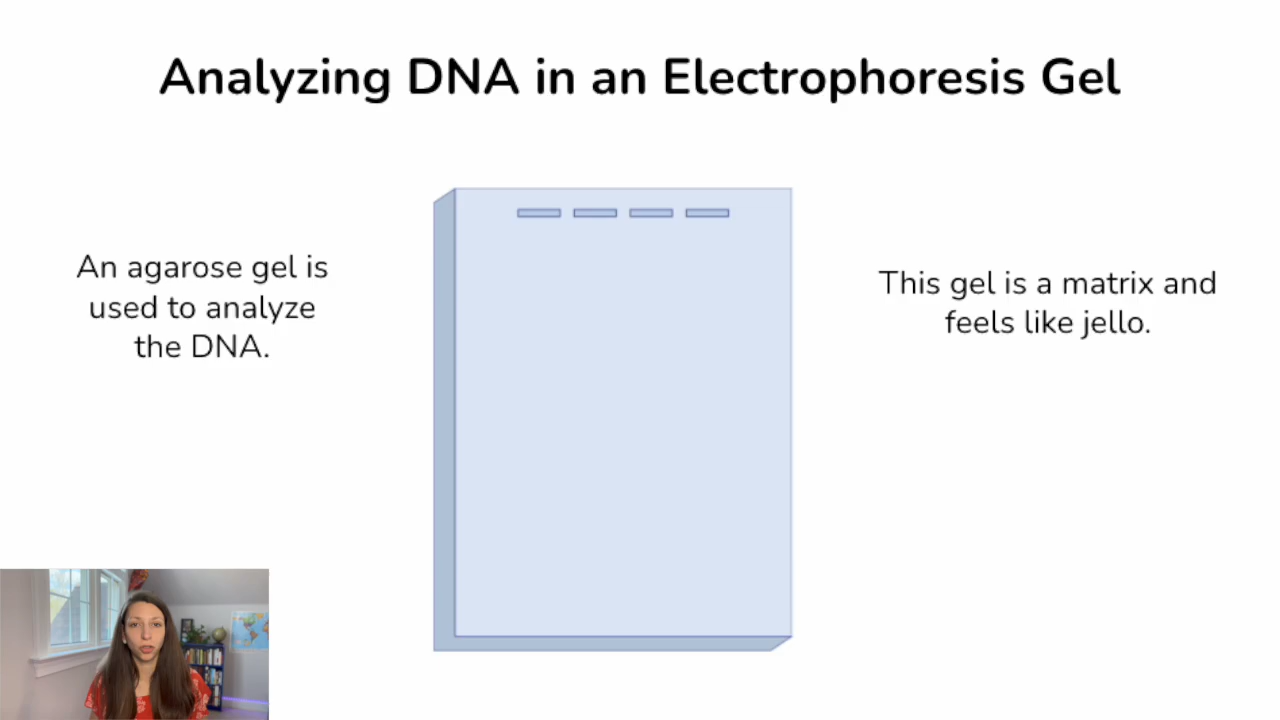 Analyzing DNA in an Electrophoresis Gel
An agarose gel is
used to analyze
the DNA.
This gel is a matrix and
feels like jello.